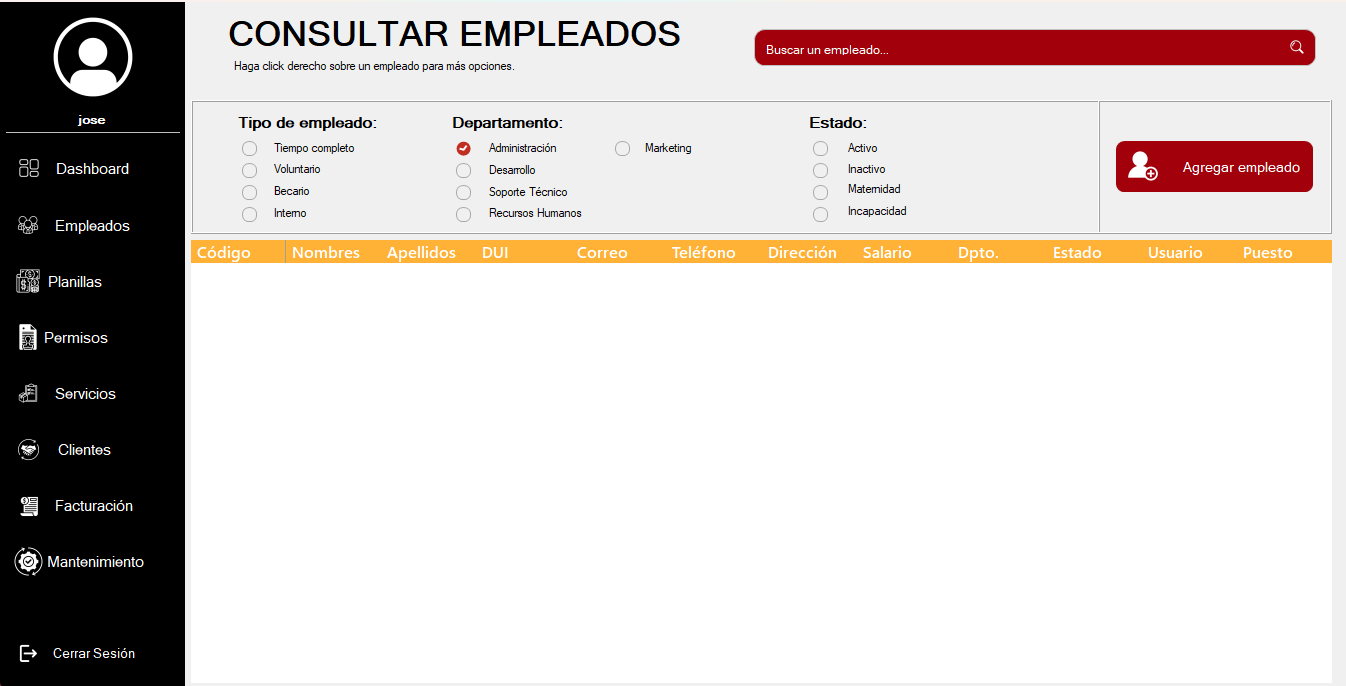 jose
Dashboard
Empleados
Planillas
Permisos
Servicios
Clientes
Facturación
Mantenimiento
Cerrar Sesión
CONSULTAR EMPLEADOS
Haga click derecho sobre un empleado para más opciones.
Buscar un empleado...
Tipo de empleado:
Tiempo completo
Voluntario
Becario
Interno
Departamento:
Administración
Marketing
Desarrollo
Soporte Técnico
Recursos Humanos
Estado:
Activo
Inactivo
Maternidad
Incapacidad
Agregar empleado
Código Nombres Apellidos DUI Correo Teléfono Dirección Salario Dpto. Estado Usuario Puesto